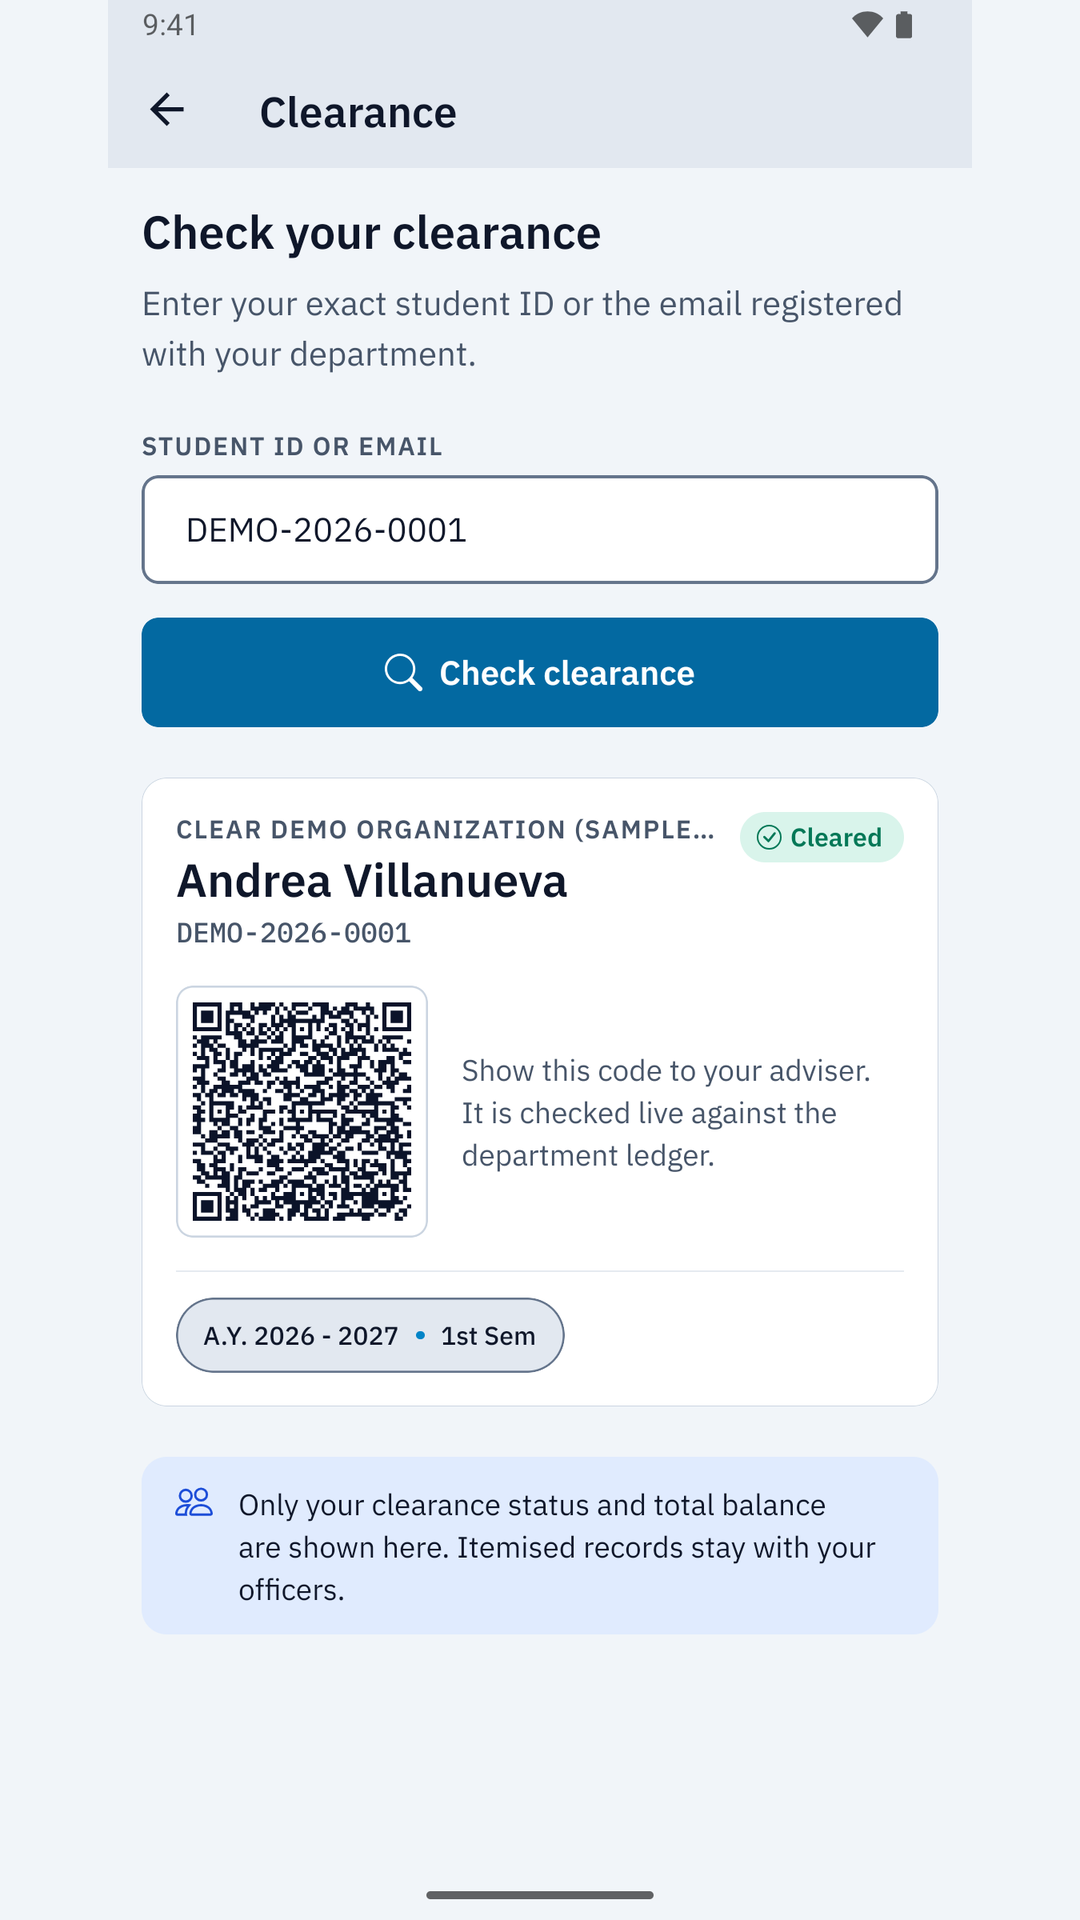 9:41
Clearance
Check your clearance
Enter your exact student ID or the email registered
with your department.
STUDENT ID OR EMAIL
DEMO-2026-0001
Check clearance
CLEAR DEMO ORGANIZATION (SAMPLE...
Cleared
Andrea Villanueva
DEMO-2026-0001
Show this code to your adviser.
It is checked live against the
department ledger.
A.Y. 2026 - 2027 • 1st Sem
Only your clearance status and total balance
are shown here. Itemised records stay with your
officers.